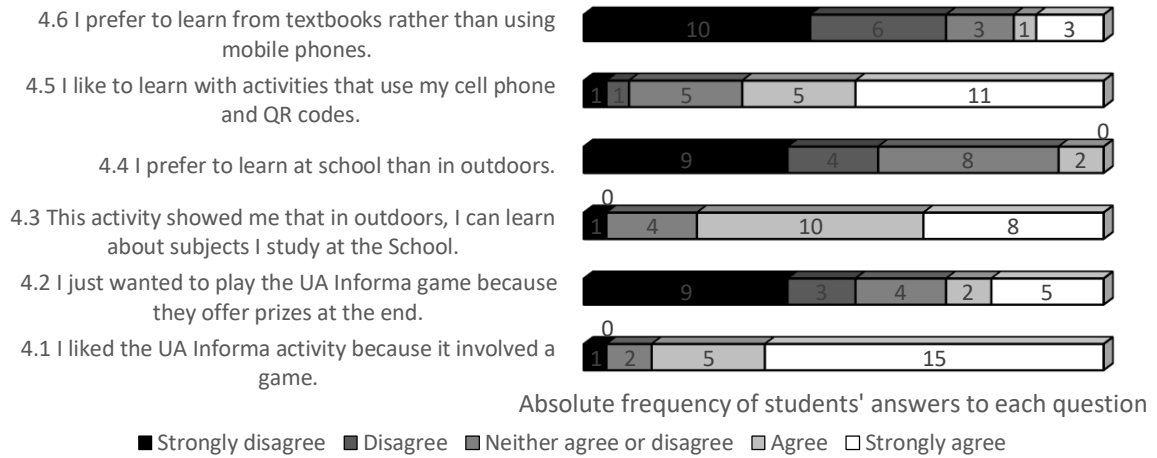 4.6 I prefer to learn from textbooks rather than using
mobile phones.
10 6 3 1 3
4.5 I like to learn with activities that use my cell phone
and QR codes.
1 1 5 5 11
0
4.4 I prefer to learn at school than in outdoors.
9 4 8 2
0
4.3 This activity showed me that in outdoors, I can learn
about subjects I study at the School.
1 4 10 8
4.2 I just wanted to play the UA Informa game because
they offer prizes at the end.
9 3 4 2 5
0
4.1 I liked the UA Informa activity because it involved a
game.
1 2 5 15
Absolute frequency of students' answers to each question
Strongly disagree Disagree Neither agree or disagree Agree Strongly agree